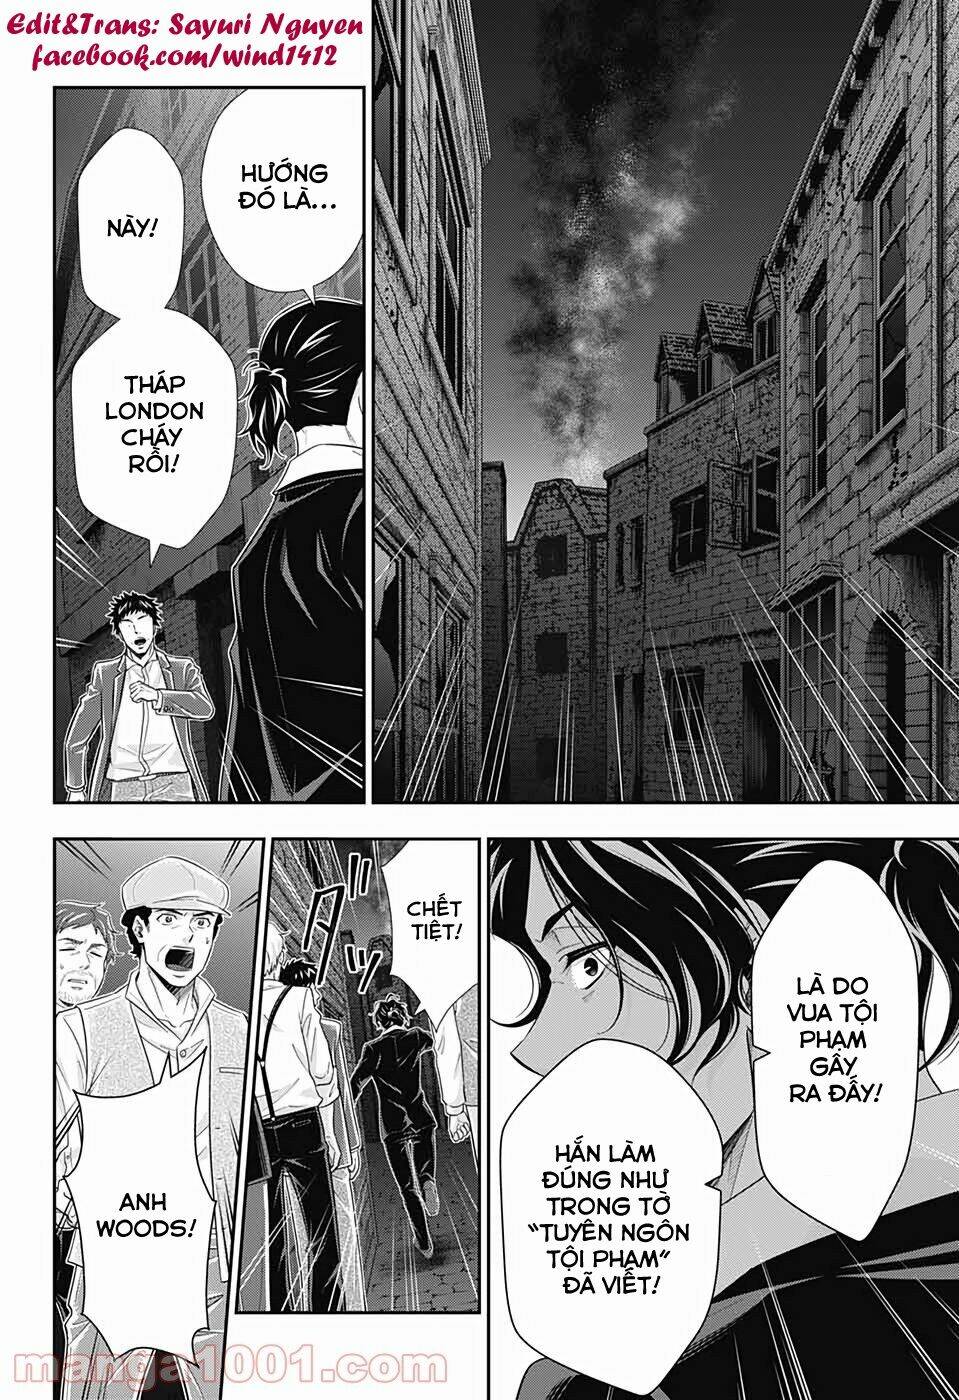 Edit&Trans: Sayuri Nguyen
facebook.com/wind1412
HƯỚNG
ĐÓ LÀ...
NÀY!
THÁP
LONDON
CHÁY
RỒI!
LÀ DO
VUA TỘI
PHẠM
GÂY
RA ĐẤY!
HẮN LÀM
ĐÚNG NHƯ
TRONG TỜ
"TUYÊN NGÔN
TỘI PHẠM"
ĐÃ VIẾT!
CHẾT
TIỆT!
ANH
WOODS!
manga1001.com